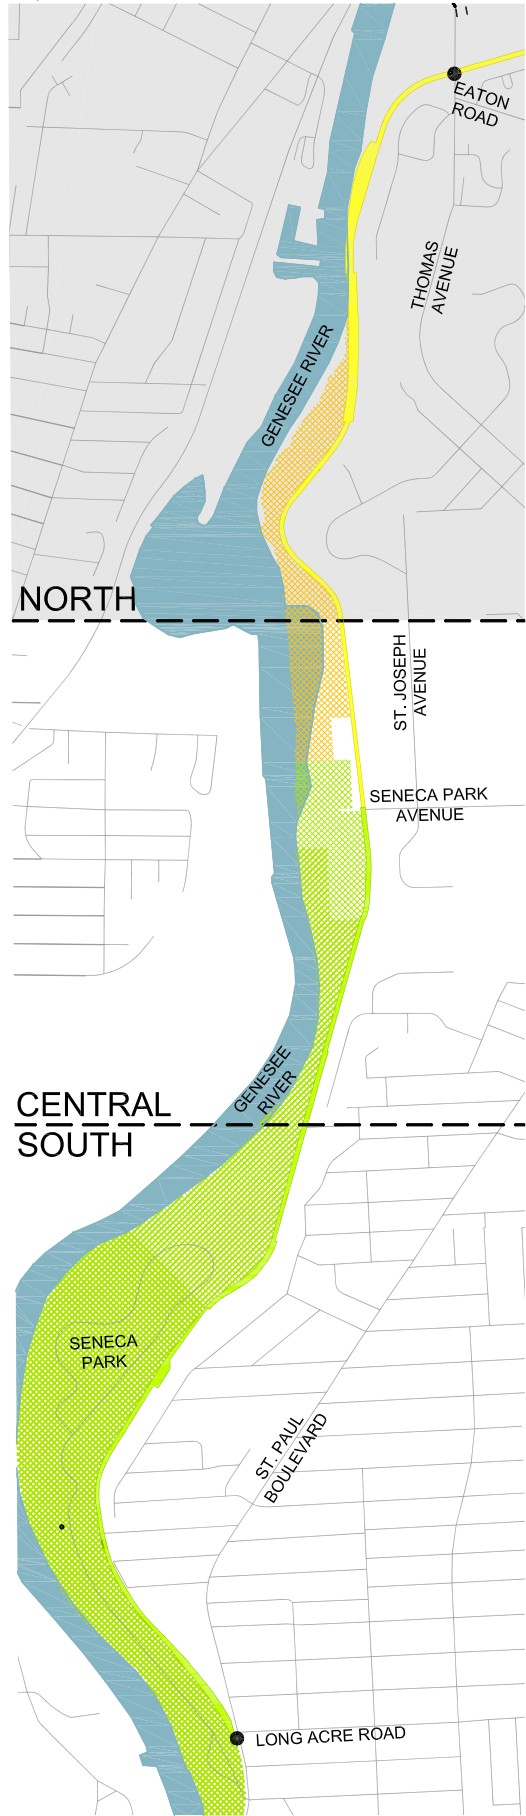 EATON
ROAD
THOMAS
AVENUE
GENESEE RIVER
NORTH
ST. JOSEPH
AVENUE
SENECA PARK
AVENUE
GENESEE
RIVER
CENTRAL
SOUTH
SENECA
PARK
ST. PAUL
BOULEVARD
LONG ACRE ROAD